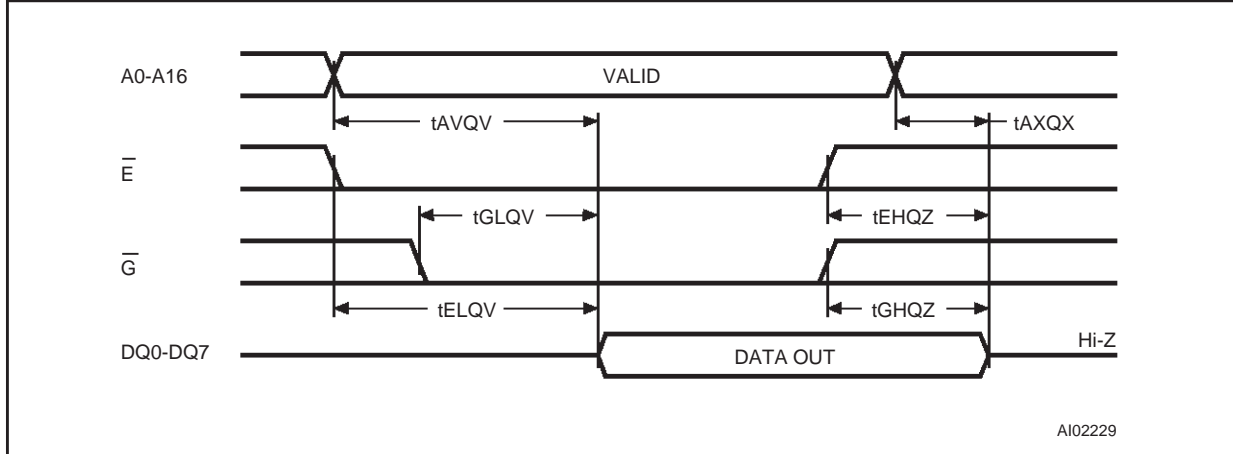 A0-A16
VALID
tAVQV
tAXQX
E
tGLQV
tEHQZ
G
tELQV
tGHQZ
DQ0-DQ7
DATA OUT
Hi-Z
AI02229